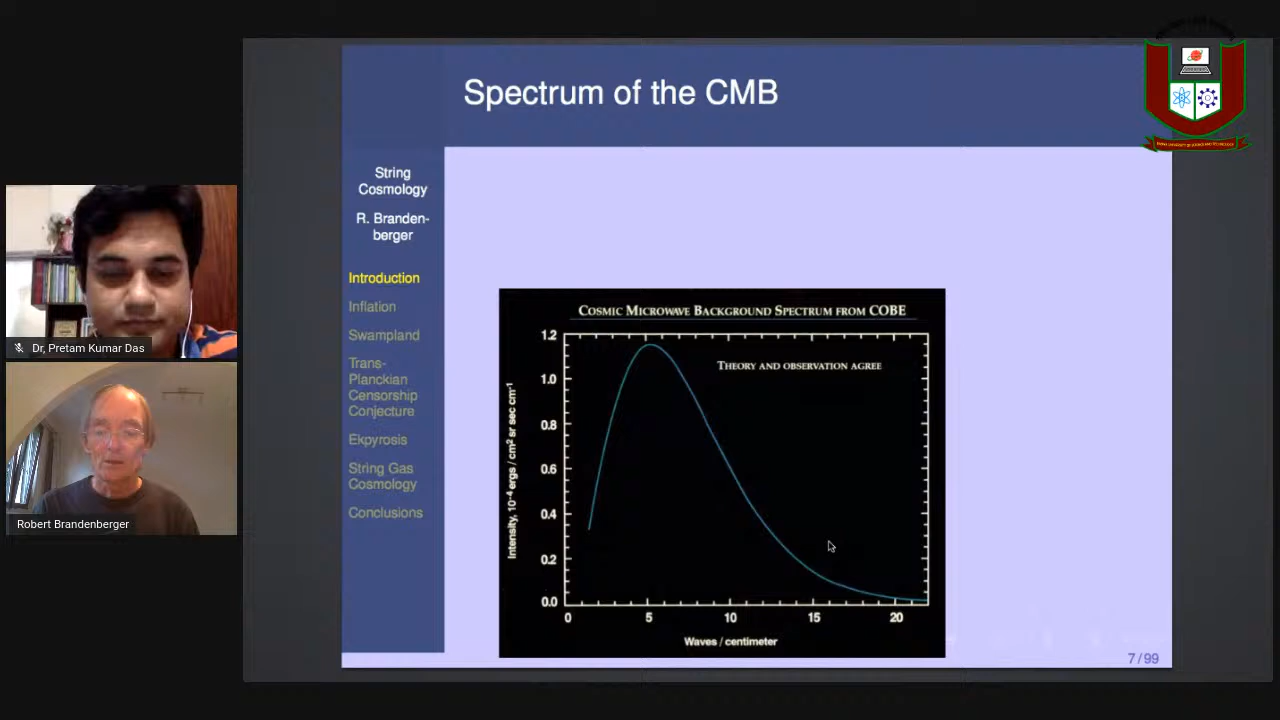 Spectrum of the CMB
String
Cosmology
R. Branden-
berger
Introduction
Inflation
Swampland
Trans-
Planckian
Censorship
Conjecture
Ekpyrosis
String Gas
Cosmology
Conclusions
COSMIC MICROWAVE BACKGROUND SPECTRUM FROM COBE
THEORY AND OBSERVATION AGREE
Intensity, 10⁻⁴ ergs / cm² sr sec cm⁻¹
1.2
1.0
0.8
0.6
0.4
0.2
0.0
0 5 10 15 20
Waves / centimeter
7/99
Dr, Pretam Kumar Das
Robert Brandenberger